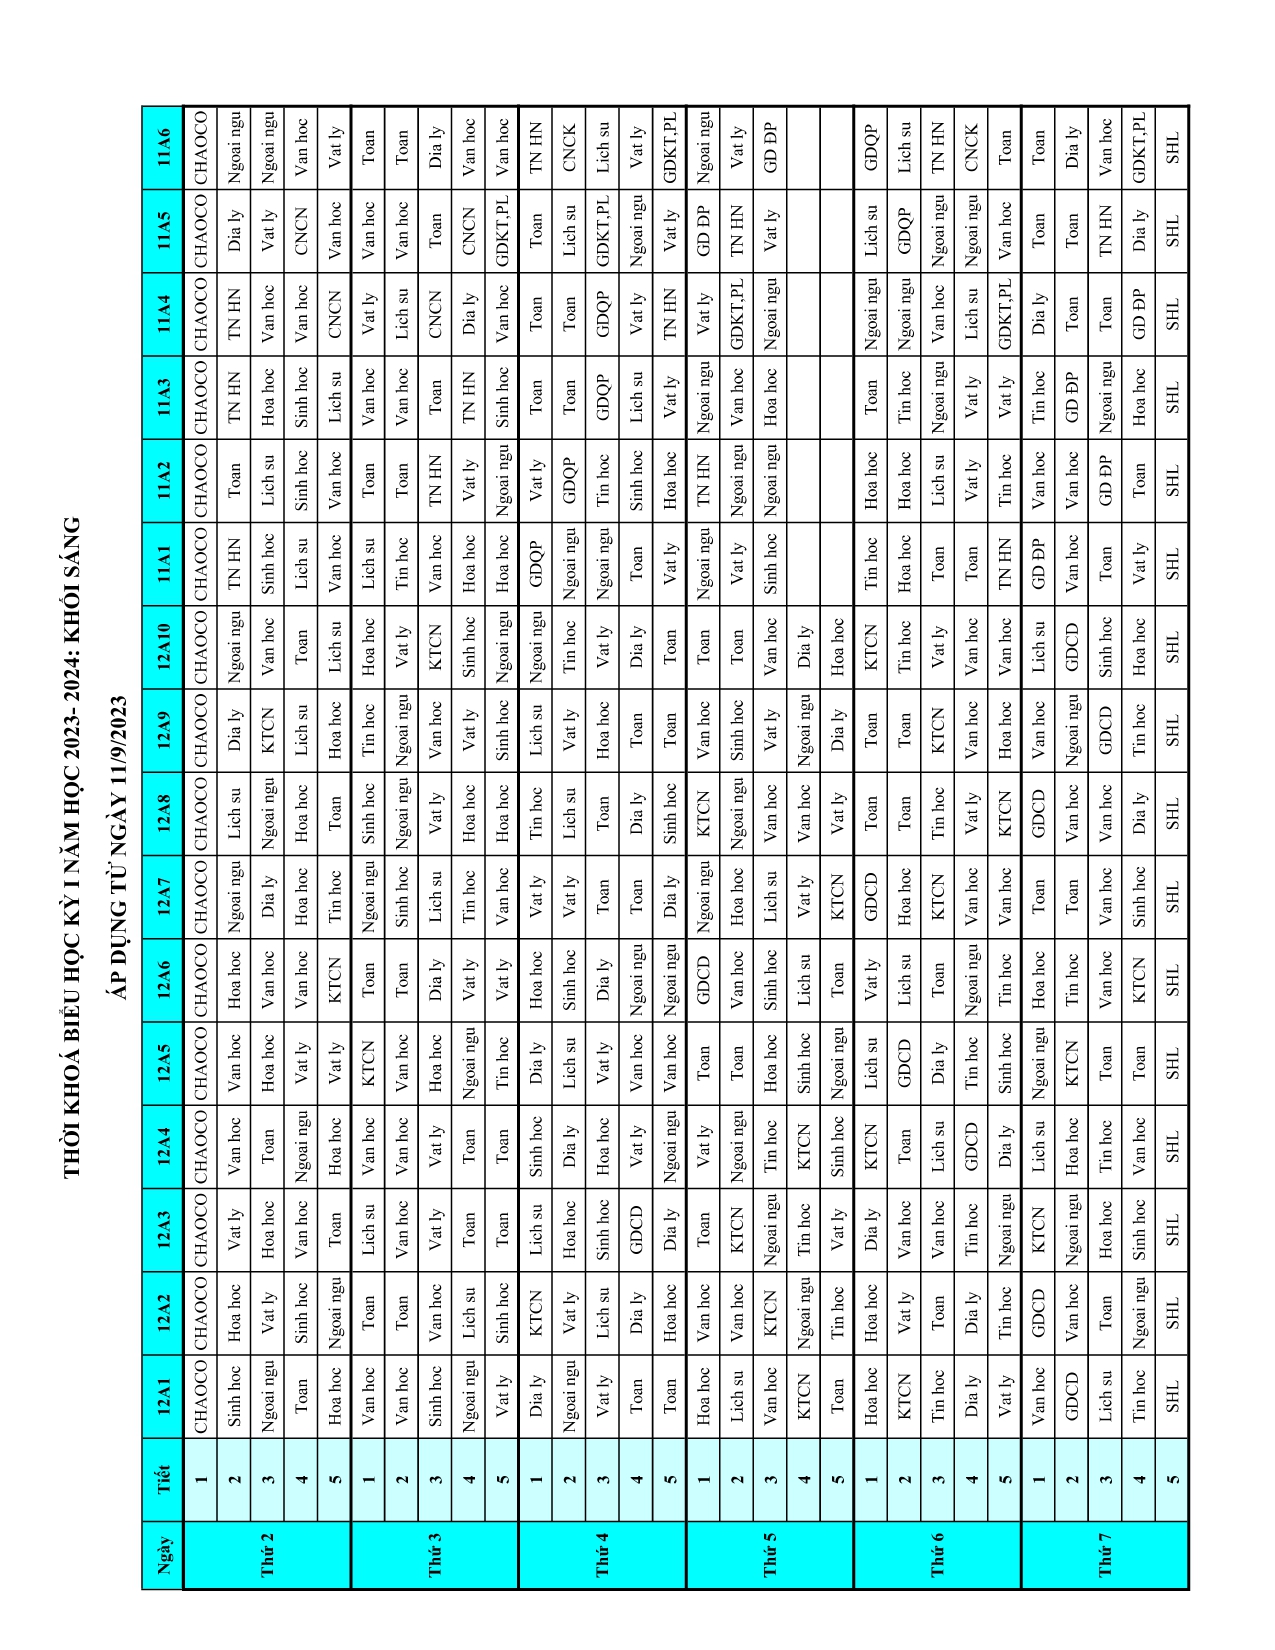 THỜI KHOÁ BIỂU HỌC KỲ I NĂM HỌC 2023- 2024: KHỐI SÁNG
ÁP DỤNG TỪ NGÀY 11/9/2023
Ngày Tiết 12A1 12A2 12A3 12A4 12A5 12A6 12A7 12A8 12A9 12A10 11A1 11A2 11A3 11A4 11A5 11A6
1 CHAOCO CHAOCO CHAOCO CHAOCO CHAOCO CHAOCO CHAOCO CHAOCO CHAOCO CHAOCO CHAOCO CHAOCO CHAOCO CHAOCO CHAOCO CHAOCO
2 Sinh hoc Hoa hoc Vat ly Van hoc Van hoc Hoa hoc Ngoai ngu Lich su Dia ly Ngoai ngu TN HN Toan TN HN TN HN Dia ly Ngoai ngu
Thứ 2 3 Ngoai ngu Vat ly Hoa hoc Toan Hoa hoc Van hoc Dia ly Ngoai ngu KTCN Van hoc Sinh hoc Lich su Hoa hoc Van hoc Vat ly Ngoai ngu
4 Toan Sinh hoc Van hoc Ngoai ngu Vat ly Van hoc Hoa hoc Hoa hoc Lich su Toan Lich su Sinh hoc Sinh hoc Van hoc CNCN Van hoc
5 Hoa hoc Ngoai ngu Toan Hoa hoc Vat ly KTCN Tin hoc Toan Hoa hoc Lich su Van hoc Van hoc Lich su CNCN Van hoc Vat ly
1 Van hoc Toan Lich su Van hoc KTCN Toan Ngoai ngu Sinh hoc Tin hoc Hoa hoc Lich su Toan Van hoc Vat ly Van hoc Toan
2 Van hoc Toan Van hoc Van hoc Van hoc Toan Sinh hoc Ngoai ngu Ngoai ngu Vat ly Tin hoc Toan Van hoc Lich su Van hoc Toan
Thứ 3 3 Sinh hoc Van hoc Vat ly Vat ly Hoa hoc Dia ly Lich su Vat ly Van hoc KTCN Van hoc TN HN Toan CNCN Toan Dia ly
4 Ngoai ngu Lich su Toan Toan Ngoai ngu Vat ly Tin hoc Hoa hoc Vat ly Sinh hoc Hoa hoc Vat ly TN HN Dia ly CNCN Van hoc
5 Vat ly Sinh hoc Toan Toan Tin hoc Vat ly Van hoc Hoa hoc Sinh hoc Ngoai ngu Hoa hoc Ngoai ngu Sinh hoc Van hoc GDKT,PL Van hoc
1 Dia ly KTCN Lich su Sinh hoc Dia ly Hoa hoc Vat ly Tin hoc Lich su Ngoai ngu GDQP Vat ly Toan Toan Toan TN HN
2 Ngoai ngu Vat ly Hoa hoc Dia ly Lich su Sinh hoc Vat ly Lich su Vat ly Tin hoc Ngoai ngu GDQP Toan Toan Lich su CNCK
Thứ 4 3 Vat ly Lich su Sinh hoc Hoa hoc Vat ly Dia ly Toan Toan Hoa hoc Vat ly Ngoai ngu Tin hoc GDQP GDQP GDKT,PL Lich su
4 Toan Dia ly GDCD Vat ly Van hoc Ngoai ngu Toan Dia ly Toan Dia ly Toan Sinh hoc Lich su Vat ly Ngoai ngu Vat ly
5 Toan Hoa hoc Dia ly Ngoai ngu Van hoc Ngoai ngu Dia ly Sinh hoc Toan Toan Vat ly Hoa hoc Vat ly TN HN Vat ly GDKT,PL
1 Hoa hoc Van hoc Toan Vat ly Toan GDCD Ngoai ngu KTCN Van hoc Toan Ngoai ngu TN HN Ngoai ngu Vat ly GD ĐP Ngoai ngu
2 Lich su Van hoc KTCN Ngoai ngu Toan Van hoc Hoa hoc Ngoai ngu Sinh hoc Toan Vat ly Ngoai ngu Van hoc GDKT,PL TN HN Vat ly
Thứ 5 3 Van hoc KTCN Ngoai ngu Tin hoc Hoa hoc Sinh hoc Lich su Van hoc Vat ly Van hoc Sinh hoc Ngoai ngu Hoa hoc Ngoai ngu Vat ly GD ĐP
4 KTCN Ngoai ngu Tin hoc KTCN Sinh hoc Lich su Vat ly Van hoc Ngoai ngu Dia ly
5 Toan Tin hoc Vat ly Sinh hoc Ngoai ngu Toan KTCN Vat ly Dia ly Hoa hoc
1 Hoa hoc Hoa hoc Dia ly KTCN Lich su Vat ly GDCD Toan Toan KTCN Tin hoc Hoa hoc Toan Ngoai ngu Lich su GDQP
2 KTCN Vat ly Van hoc Toan GDCD Lich su Hoa hoc Toan Toan Tin hoc Hoa hoc Hoa hoc Tin hoc Ngoai ngu GDQP Lich su
Thứ 6 3 Tin hoc Toan Van hoc Lich su Dia ly Toan KTCN Tin hoc KTCN Vat ly Toan Lich su Ngoai ngu Van hoc Ngoai ngu TN HN
4 Dia ly Dia ly Tin hoc GDCD Tin hoc Ngoai ngu Van hoc Vat ly Van hoc Van hoc Toan Vat ly Vat ly Lich su Ngoai ngu CNCK
5 Vat ly Tin hoc Ngoai ngu Dia ly Sinh hoc Tin hoc Van hoc KTCN Hoa hoc Van hoc TN HN Tin hoc Vat ly GDKT,PL Van hoc Toan
1 Van hoc GDCD KTCN Lich su Ngoai ngu Hoa hoc Toan GDCD Van hoc Lich su GD ĐP Van hoc Tin hoc Dia ly Toan Toan
2 GDCD Van hoc Ngoai ngu Hoa hoc KTCN Tin hoc Toan Van hoc Ngoai ngu GDCD Van hoc Van hoc GD ĐP Toan Toan Dia ly
Thứ 7 3 Lich su Toan Hoa hoc Tin hoc Toan Van hoc Van hoc Van hoc GDCD Sinh hoc Toan GD ĐP Ngoai ngu Toan TN HN Van hoc
4 Tin hoc Ngoai ngu Sinh hoc Van hoc Toan KTCN Sinh hoc Dia ly Tin hoc Hoa hoc Vat ly Toan Hoa hoc GD ĐP Dia ly GDKT,PL
5 SHL SHL SHL SHL SHL SHL SHL SHL SHL SHL SHL SHL SHL SHL SHL SHL